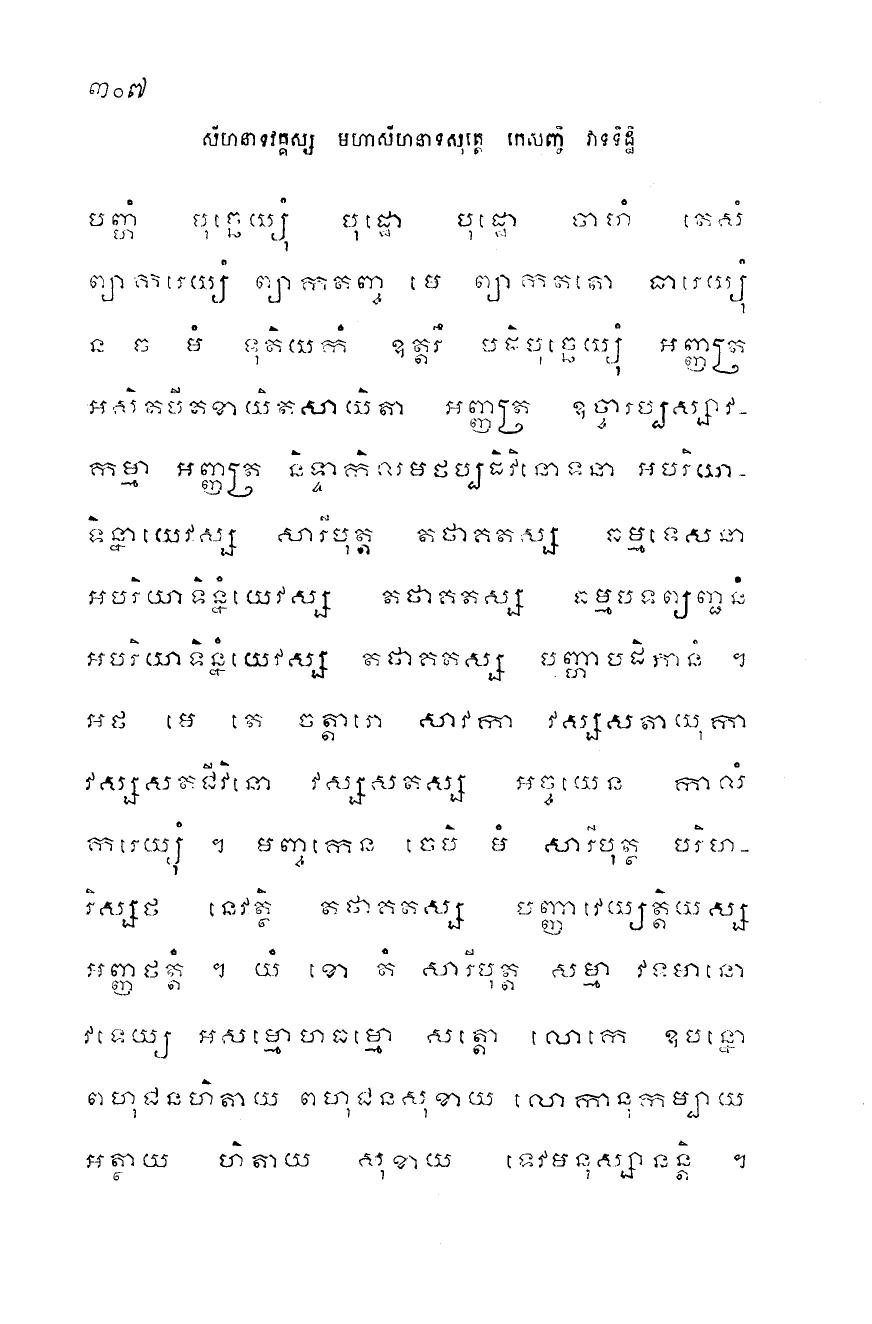 ៣០៧
សីហនាទវគ្គស្ស មហាសីហនាទសុត្តេ កេសញ្ចិ វាទទិដ្ឋិ
បញ្ហំ បុច្ឆេយ្យុំ បុដ្ឋោ បុដ្ឋោ ចាហំ តេសំ
ព្យាករេយ្យំ ព្យាកតញ្ច មេ ព្យាកតតោ ធារេយ្យុំ
ន ច មំ ទុតិយកំ ឧត្តរឹ បដិបុច្ឆេយ្យុំ អញ្ញត្រ
អសិតបីតខាយិតសាយិតា អញ្ញត្រ ឧច្ចារប្បស្សាវ-
កម្មា អញ្ញត្រ និទ្ទាកិលមថប្បដិវិនោទនា អបរិយា-
ទិន្នាយេវស្ស សារីបុត្ត តថាគតស្ស ធម្មទេសនា
អបរិយាទិន្នំយេវស្ស តថាគតស្ស ធម្មបទព្យញ្ជនំ
អបរិយាទិន្នំយេវស្ស តថាគតស្ស បញ្ហាបដិភានំ ។
អថ មេ តេ ចត្តារោ សាវកា វស្សសតាយុកា
វស្សសតជីវិនោ វស្សសតស្ស អច្ចយេន កាលំ
ករេយ្យុំ ។ មញ្ចកេន ចេបិ មំ សារីបុត្ត បរិហ-
រិស្សថ នេវត្ថិ តថាគតស្ស បញ្ញាវេយ្យត្តិយស្ស
អញ្ញថត្តំ ។ យំ ខោ តំ សារីបុត្ត សម្មា វទមានោ
វទេយ្យ អសម្មោហធម្មោ សត្តោ លោកេ ឧបន្នោ
ពហុជនហិតាយ ពហុជនសុខាយ លោកានុកម្បាយ
អត្ថាយ ហិតាយ សុខាយ ទេវមនុស្សានន្តិ ។